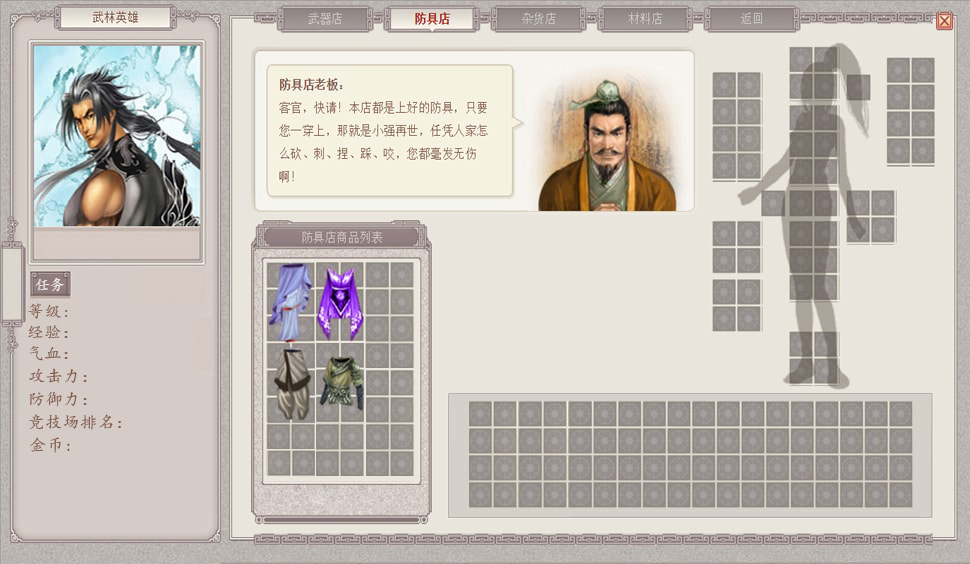 武林英雄
武器店
防具店
杂货店
材料店
返回
防具店老板：
客官，快请！本店都是上好的防具，只要
您一穿上，那就是小强再世，任凭人家怎
么砍、刺、捏、踩、咬，您都毫发无伤
啊！
防具店商品列表
任务
等级：
经验：
气血：
攻击力：
防御力：
竞技场排名：
金币：